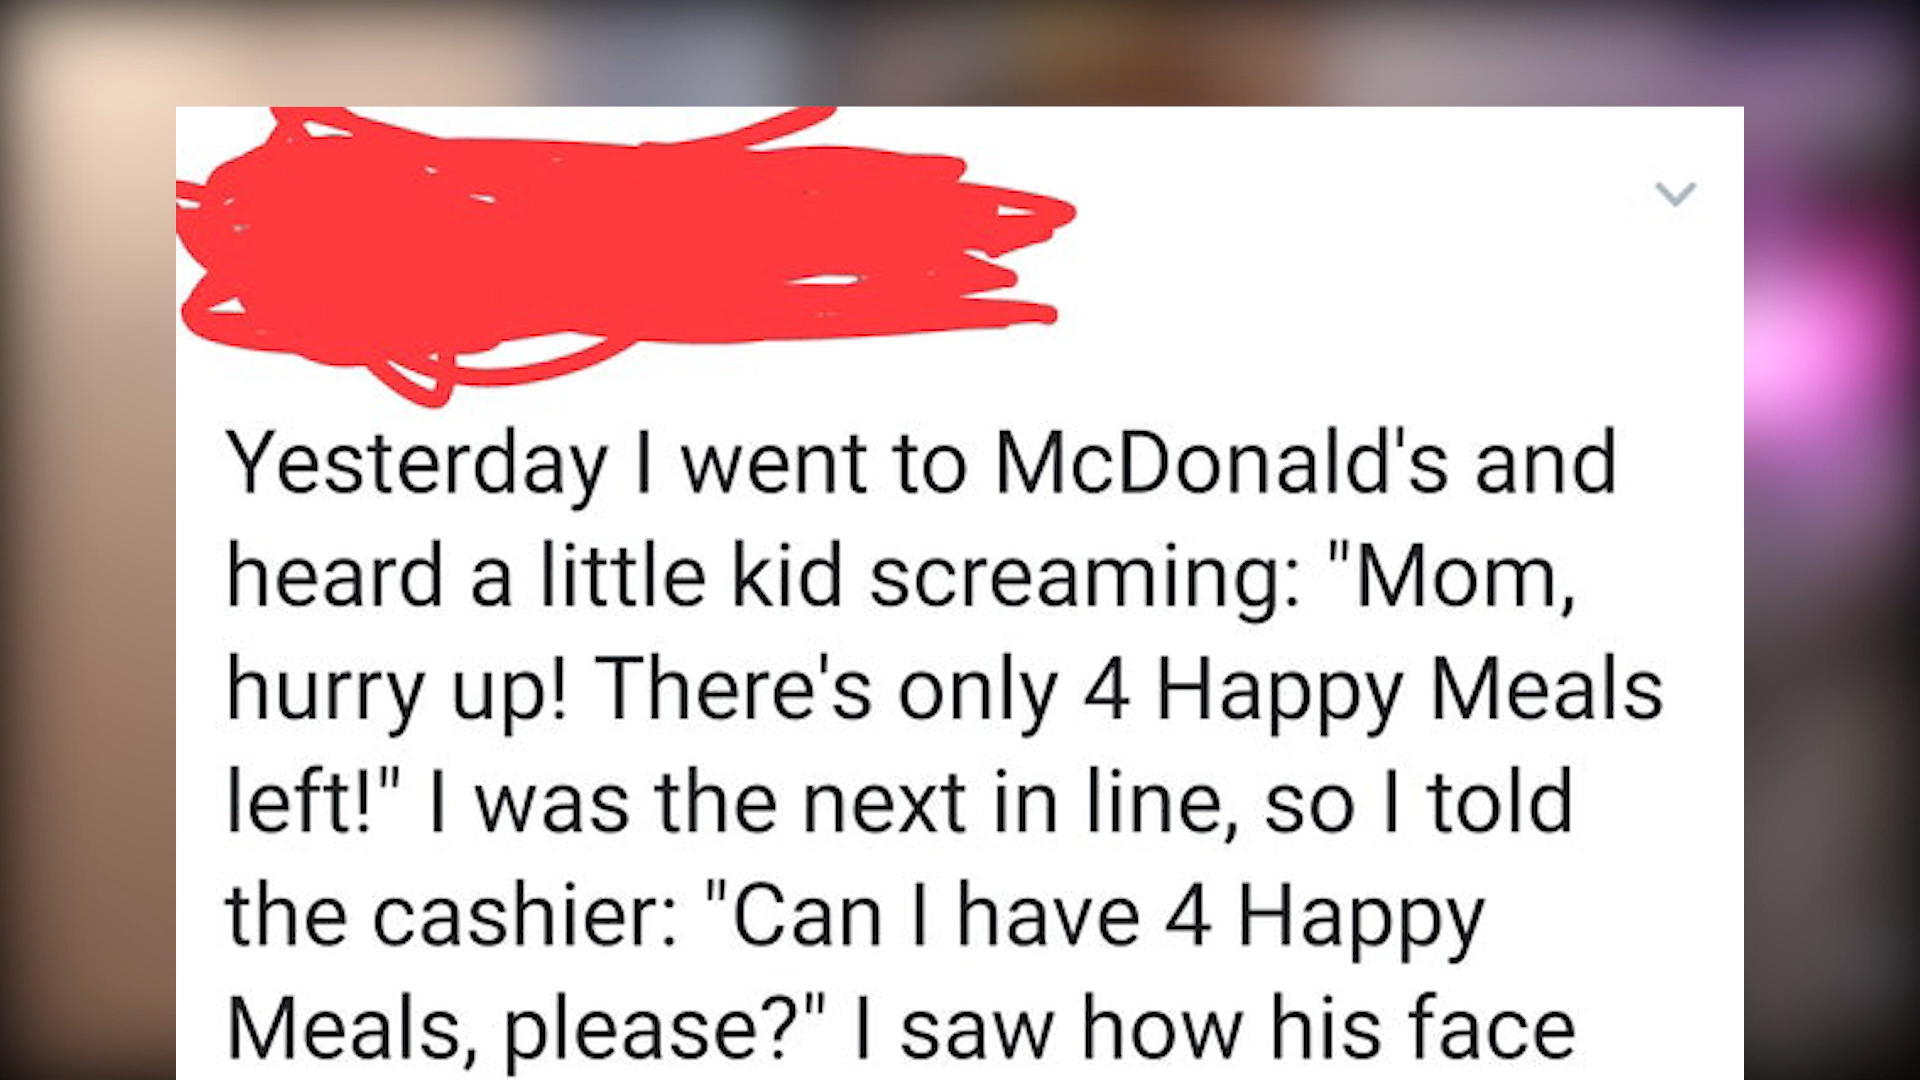 Yesterday I went to McDonald's and
heard a little kid screaming: "Mom,
hurry up! There's only 4 Happy Meals
left!" I was the next in line, so I told
the cashier: "Can I have 4 Happy
Meals, please?" I saw how his face